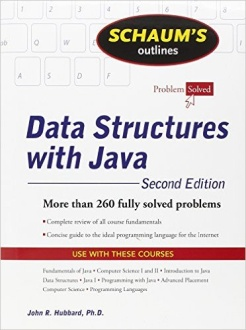 SCHAUM'S
outlines
Problem Solved
Data Structures
with Java
Second Edition
More than 260 fully solved problems
• Complete review of all course fundamentals
• Concise guide to the ideal programming language for the Internet
USE WITH THESE COURSES
Fundamentals of Java • Computer Science I and II • Introduction to Java
Data Structures • Java I • Programming with Java • Advanced Placement
Computer Science • Programming Languages
John R. Hubbard, Ph.D.